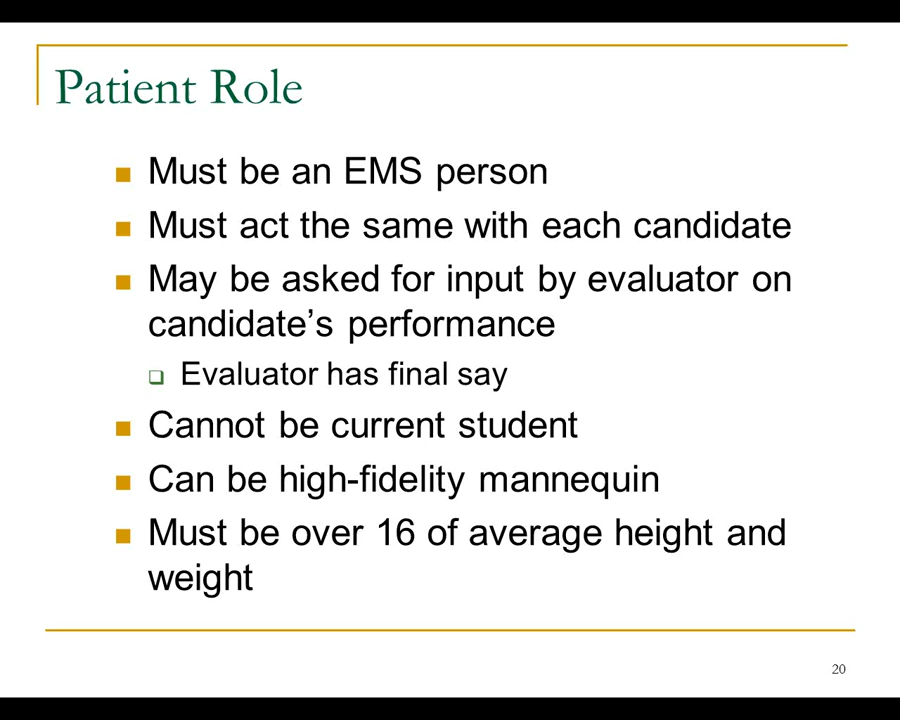 Patient Role
Must be an EMS person
Must act the same with each candidate
May be asked for input by evaluator on
candidate’s performance
Evaluator has final say
Cannot be current student
Can be high-fidelity mannequin
Must be over 16 of average height and
weight
20